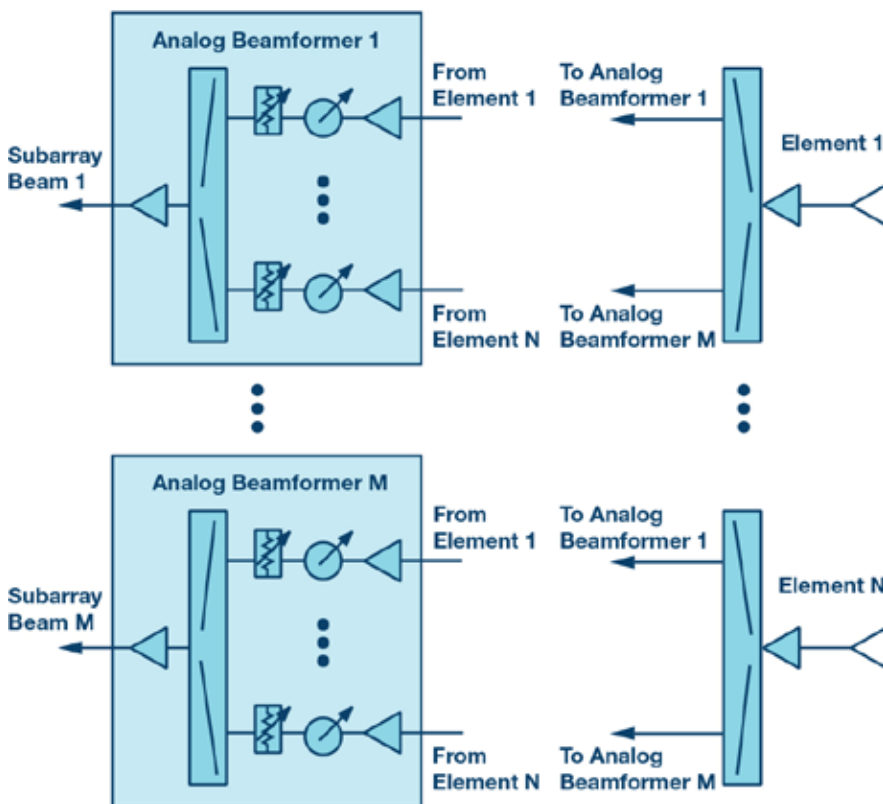 Analog Beamformer 1
From
Element 1
To Analog
Beamformer 1
Element 1
Subarray
Beam 1
From
Element N
To Analog
Beamformer M
Analog Beamformer M
From
Element 1
To Analog
Beamformer 1
Element N
Subarray
Beam M
From
Element N
To Analog
Beamformer M